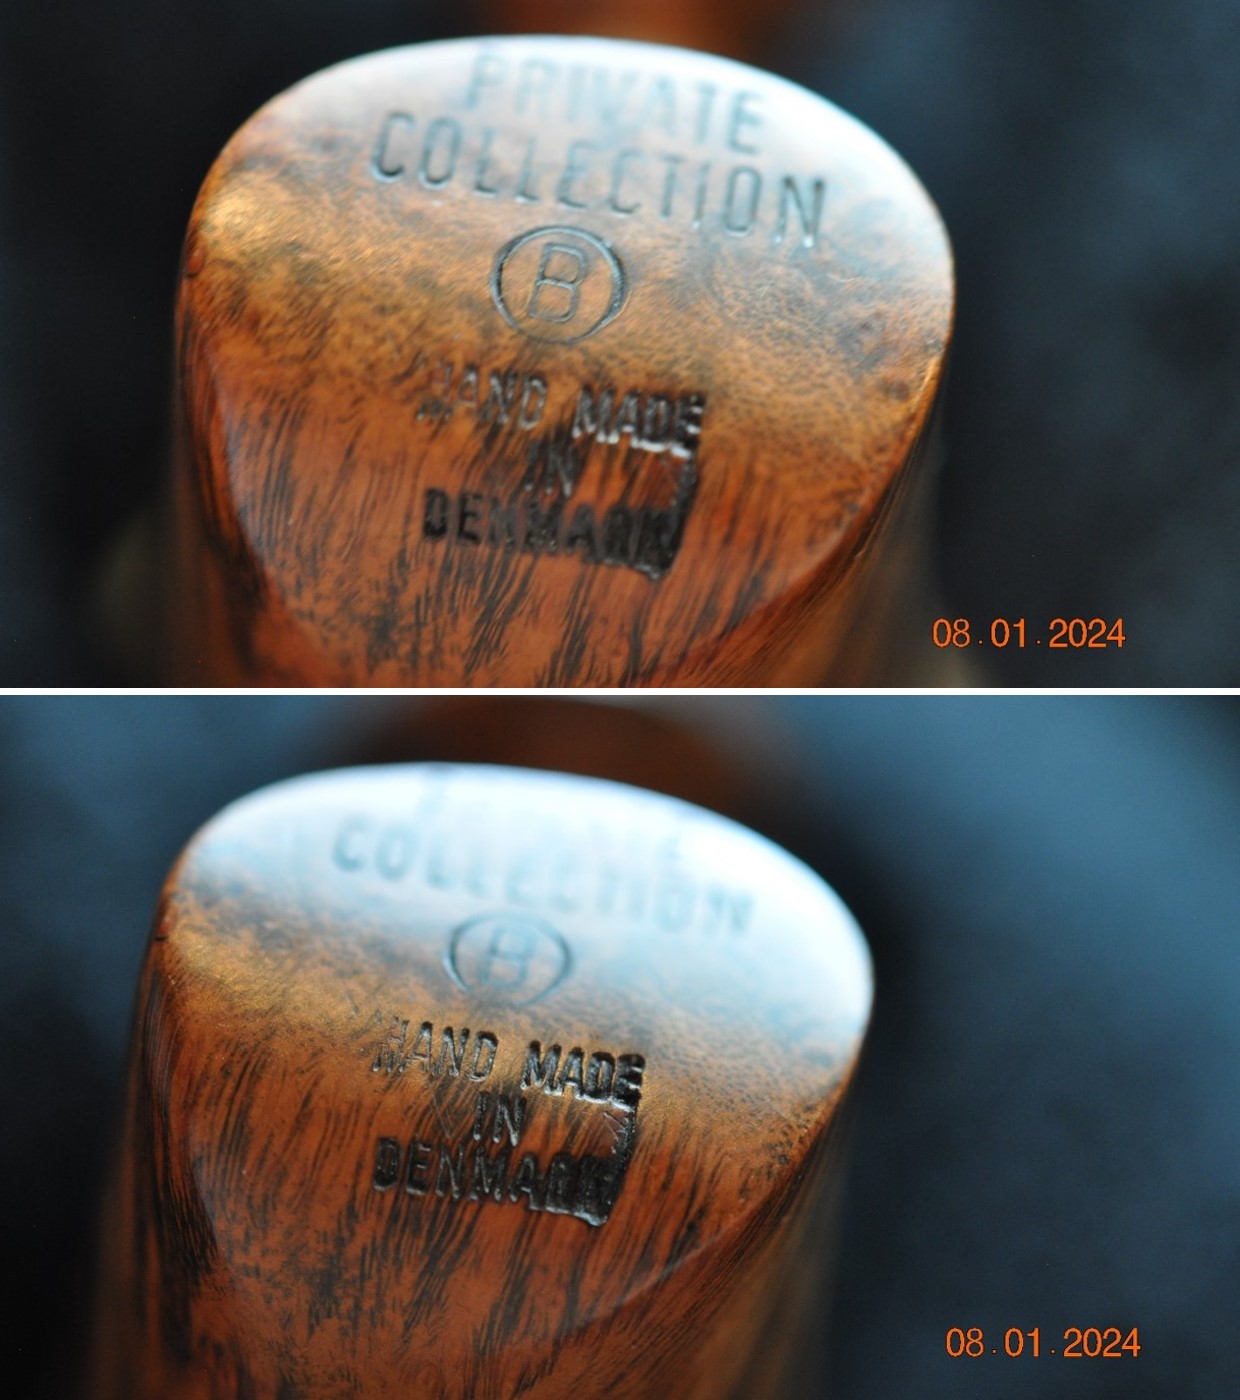 PRIVATE
COLLECTION
B
HAND MADE
IN
DENMARK
08.01.2024
COLLECTION
B
HAND MADE
IN
DENMARK
08.01.2024